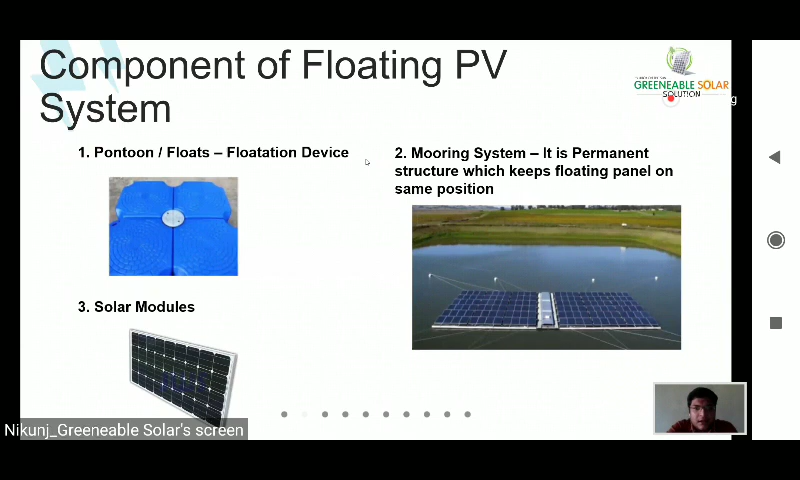 Component of Floating PV
System
GREENEABLE SOLAR
SOLUTION
g
1. Pontoon / Floats – Floatation Device
2. Mooring System – It is Permanent
structure which keeps floating panel on
same position
3. Solar Modules
Nikunj_Greeneable Solar's screen